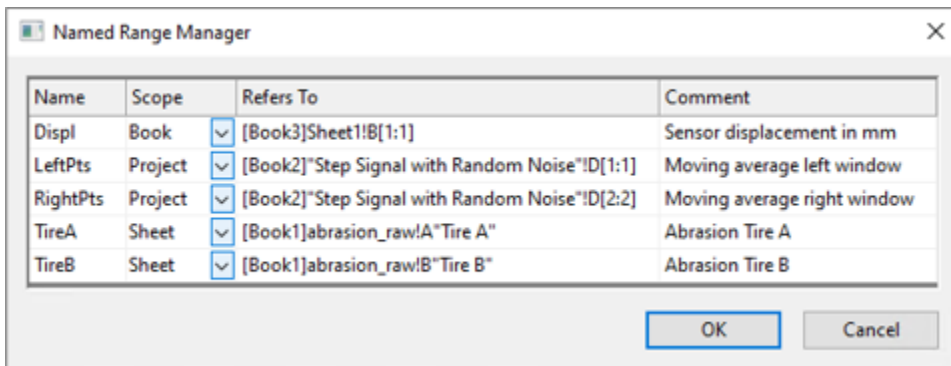 Named Range Manager
Name Scope Refers To Comment
Displ Book [Book3]Sheet1!B[1:1] Sensor displacement in mm
LeftPts Project [Book2]"Step Signal with Random Noise"!D[1:1] Moving average left window
RightPts Project [Book2]"Step Signal with Random Noise"!D[2:2] Moving average right window
TireA Sheet [Book1]abrasion_raw!A"Tire A" Abrasion Tire A
TireB Sheet [Book1]abrasion_raw!B"Tire B" Abrasion Tire B
OK Cancel